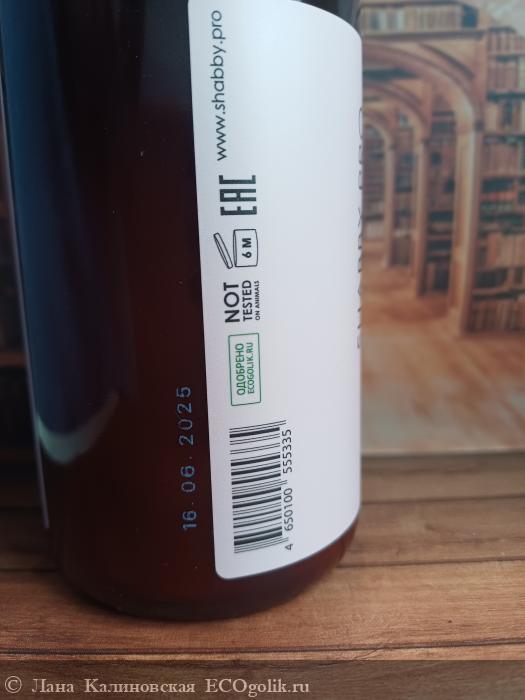 www.shabby.pro
EAC
6 M
NOT
TESTED
ON ANIMALS
ОДОБРЕНО
ECOGOLIK.RU
4 650100 555335
16.06.2025
© Лана Калиновская ECOgolik.ru